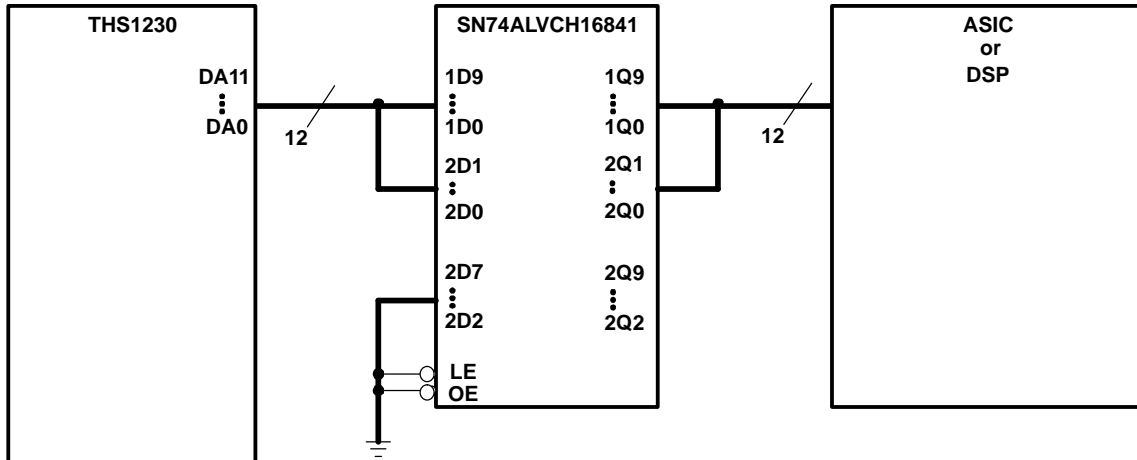 THS1230
DA11
DA0
12
SN74ALVCH16841
1D9
1D0
2D1
2D0
2D7
2D2
LE
OE
1Q9
1Q0
2Q1
2Q0
2Q9
2Q2
12
ASIC
or
DSP